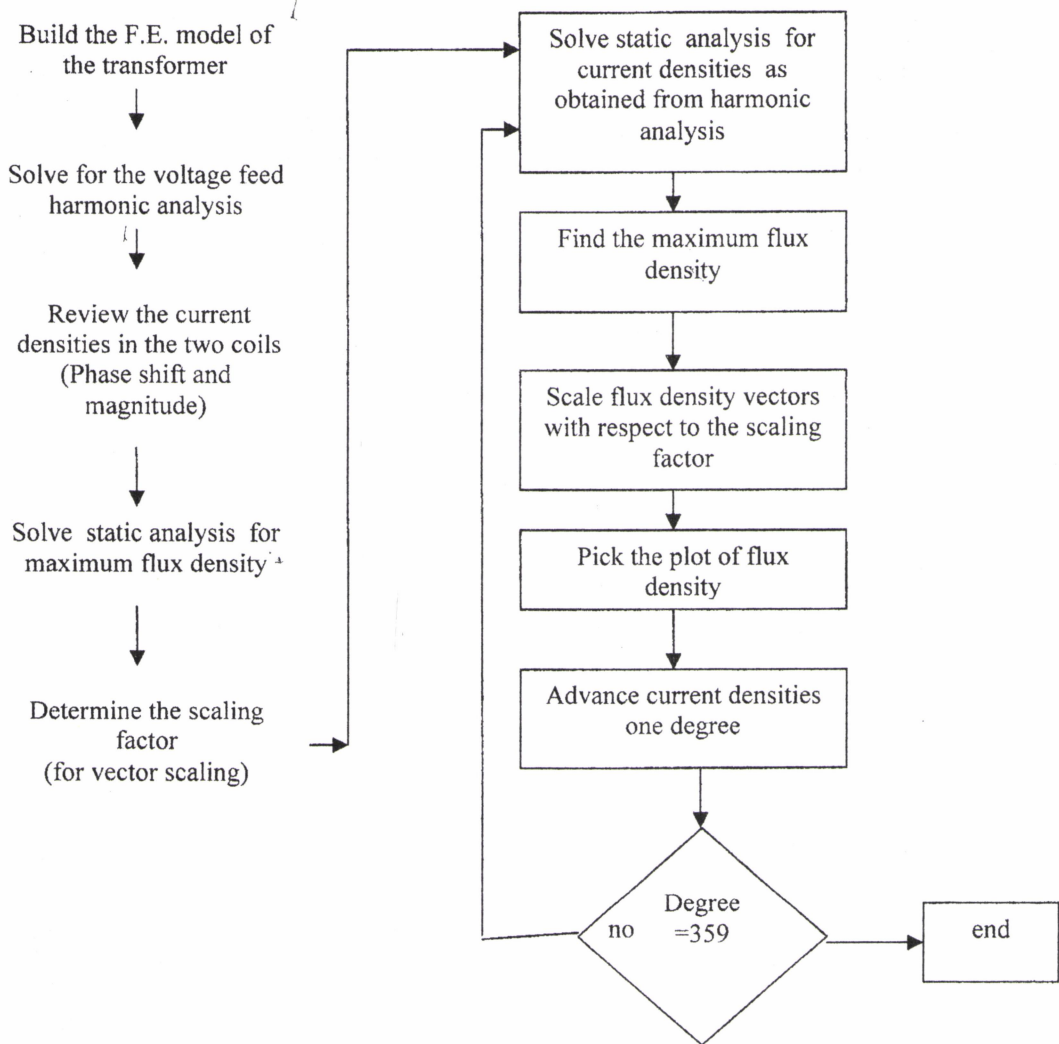 Build the F.E. model of
the transformer
Solve for the voltage feed
harmonic analysis
Review the current
densities in the two coils
(Phase shift and
magnitude)
Solve static analysis for
maximum flux density
Determine the scaling
factor
(for vector scaling)
Solve static analysis for
current densities as
obtained from harmonic
analysis
Find the maximum flux
density
Scale flux density vectors
with respect to the scaling
factor
Pick the plot of flux
density
Advance current densities
one degree
Degree
no =359
end